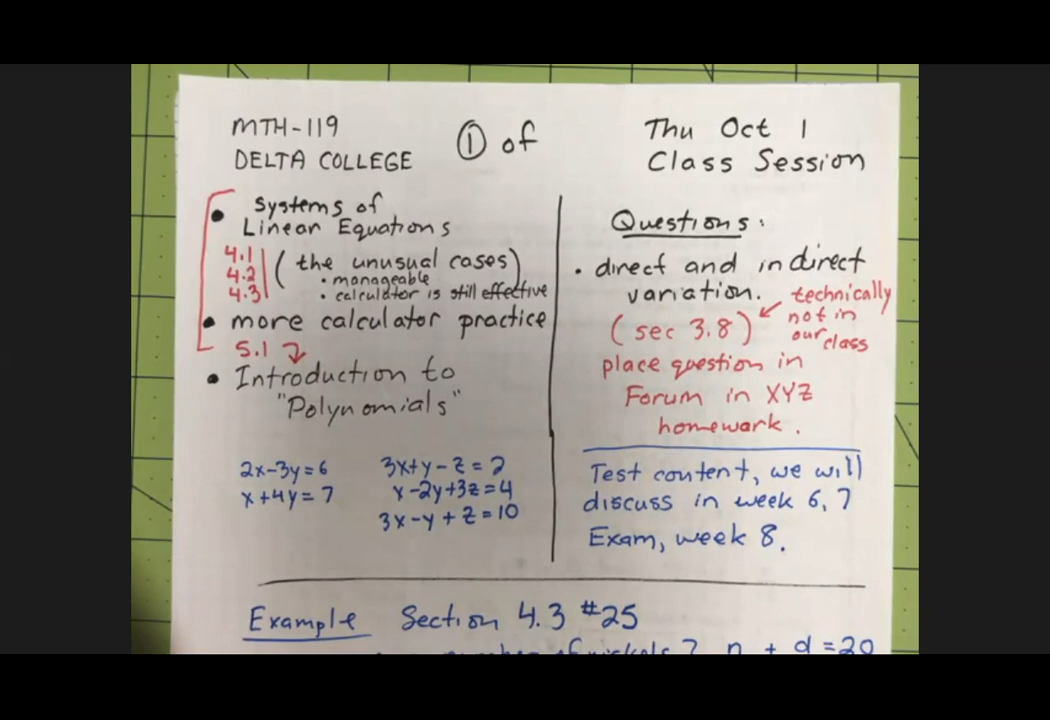 MTH-119
DELTA COLLEGE
① of
Thu Oct 1
Class Session
• Systems of
Linear Equations
4.1
4.2
4.3
(the unusual cases)
• manageable
• calculator is still effective
• more calculator practice
5.1
• Introduction to
"Polynomials"
2x-3y=6
x+4y=7
3x+y-z=2
x-2y+3z=4
3x-y+z=10
Questions:
• direct and indirect
variation.
(sec 3.8)
technically
not in
our class
place question in
Forum in XYZ
homework.
Test content, we will
discuss in week 6,7
Exam, week 8.
Example Section 4.3 #25
number of nickels ? n + d = 20